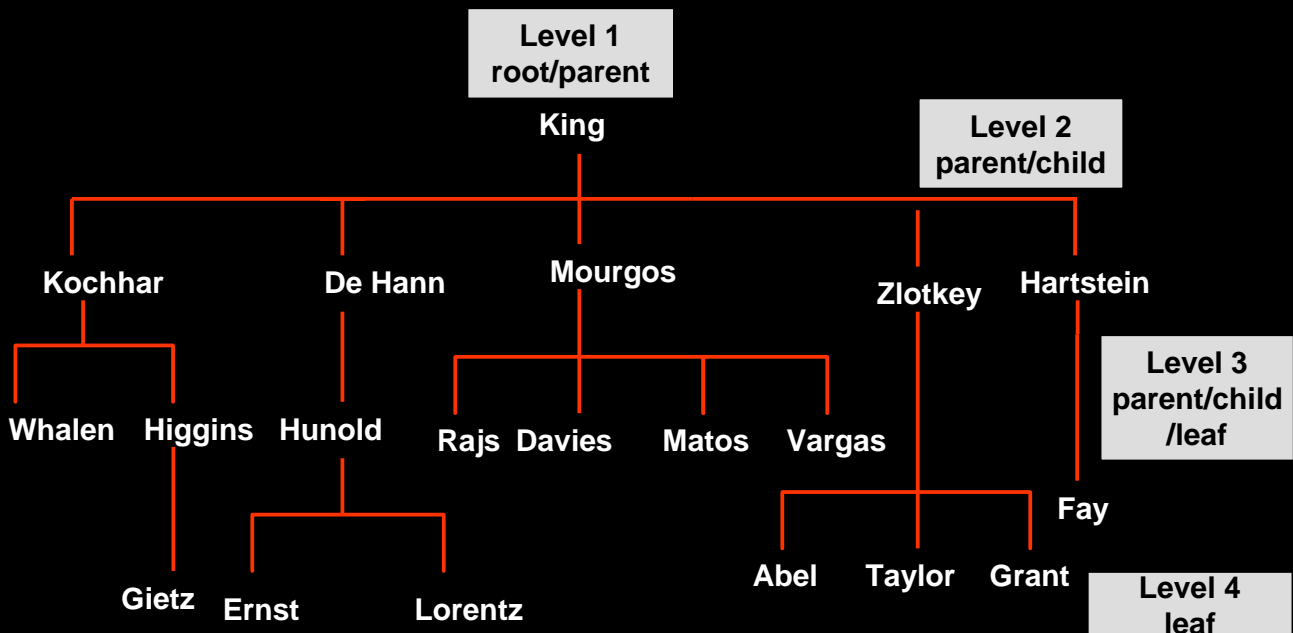 Level 1
root/parent
King
Level 2
parent/child
Kochhar
De Hann
Mourgos
Zlotkey
Hartstein
Level 3
parent/child
/leaf
Whalen
Higgins
Hunold
Rajs
Davies
Matos
Vargas
Fay
Abel
Taylor
Grant
Gietz
Ernst
Lorentz
Level 4
leaf